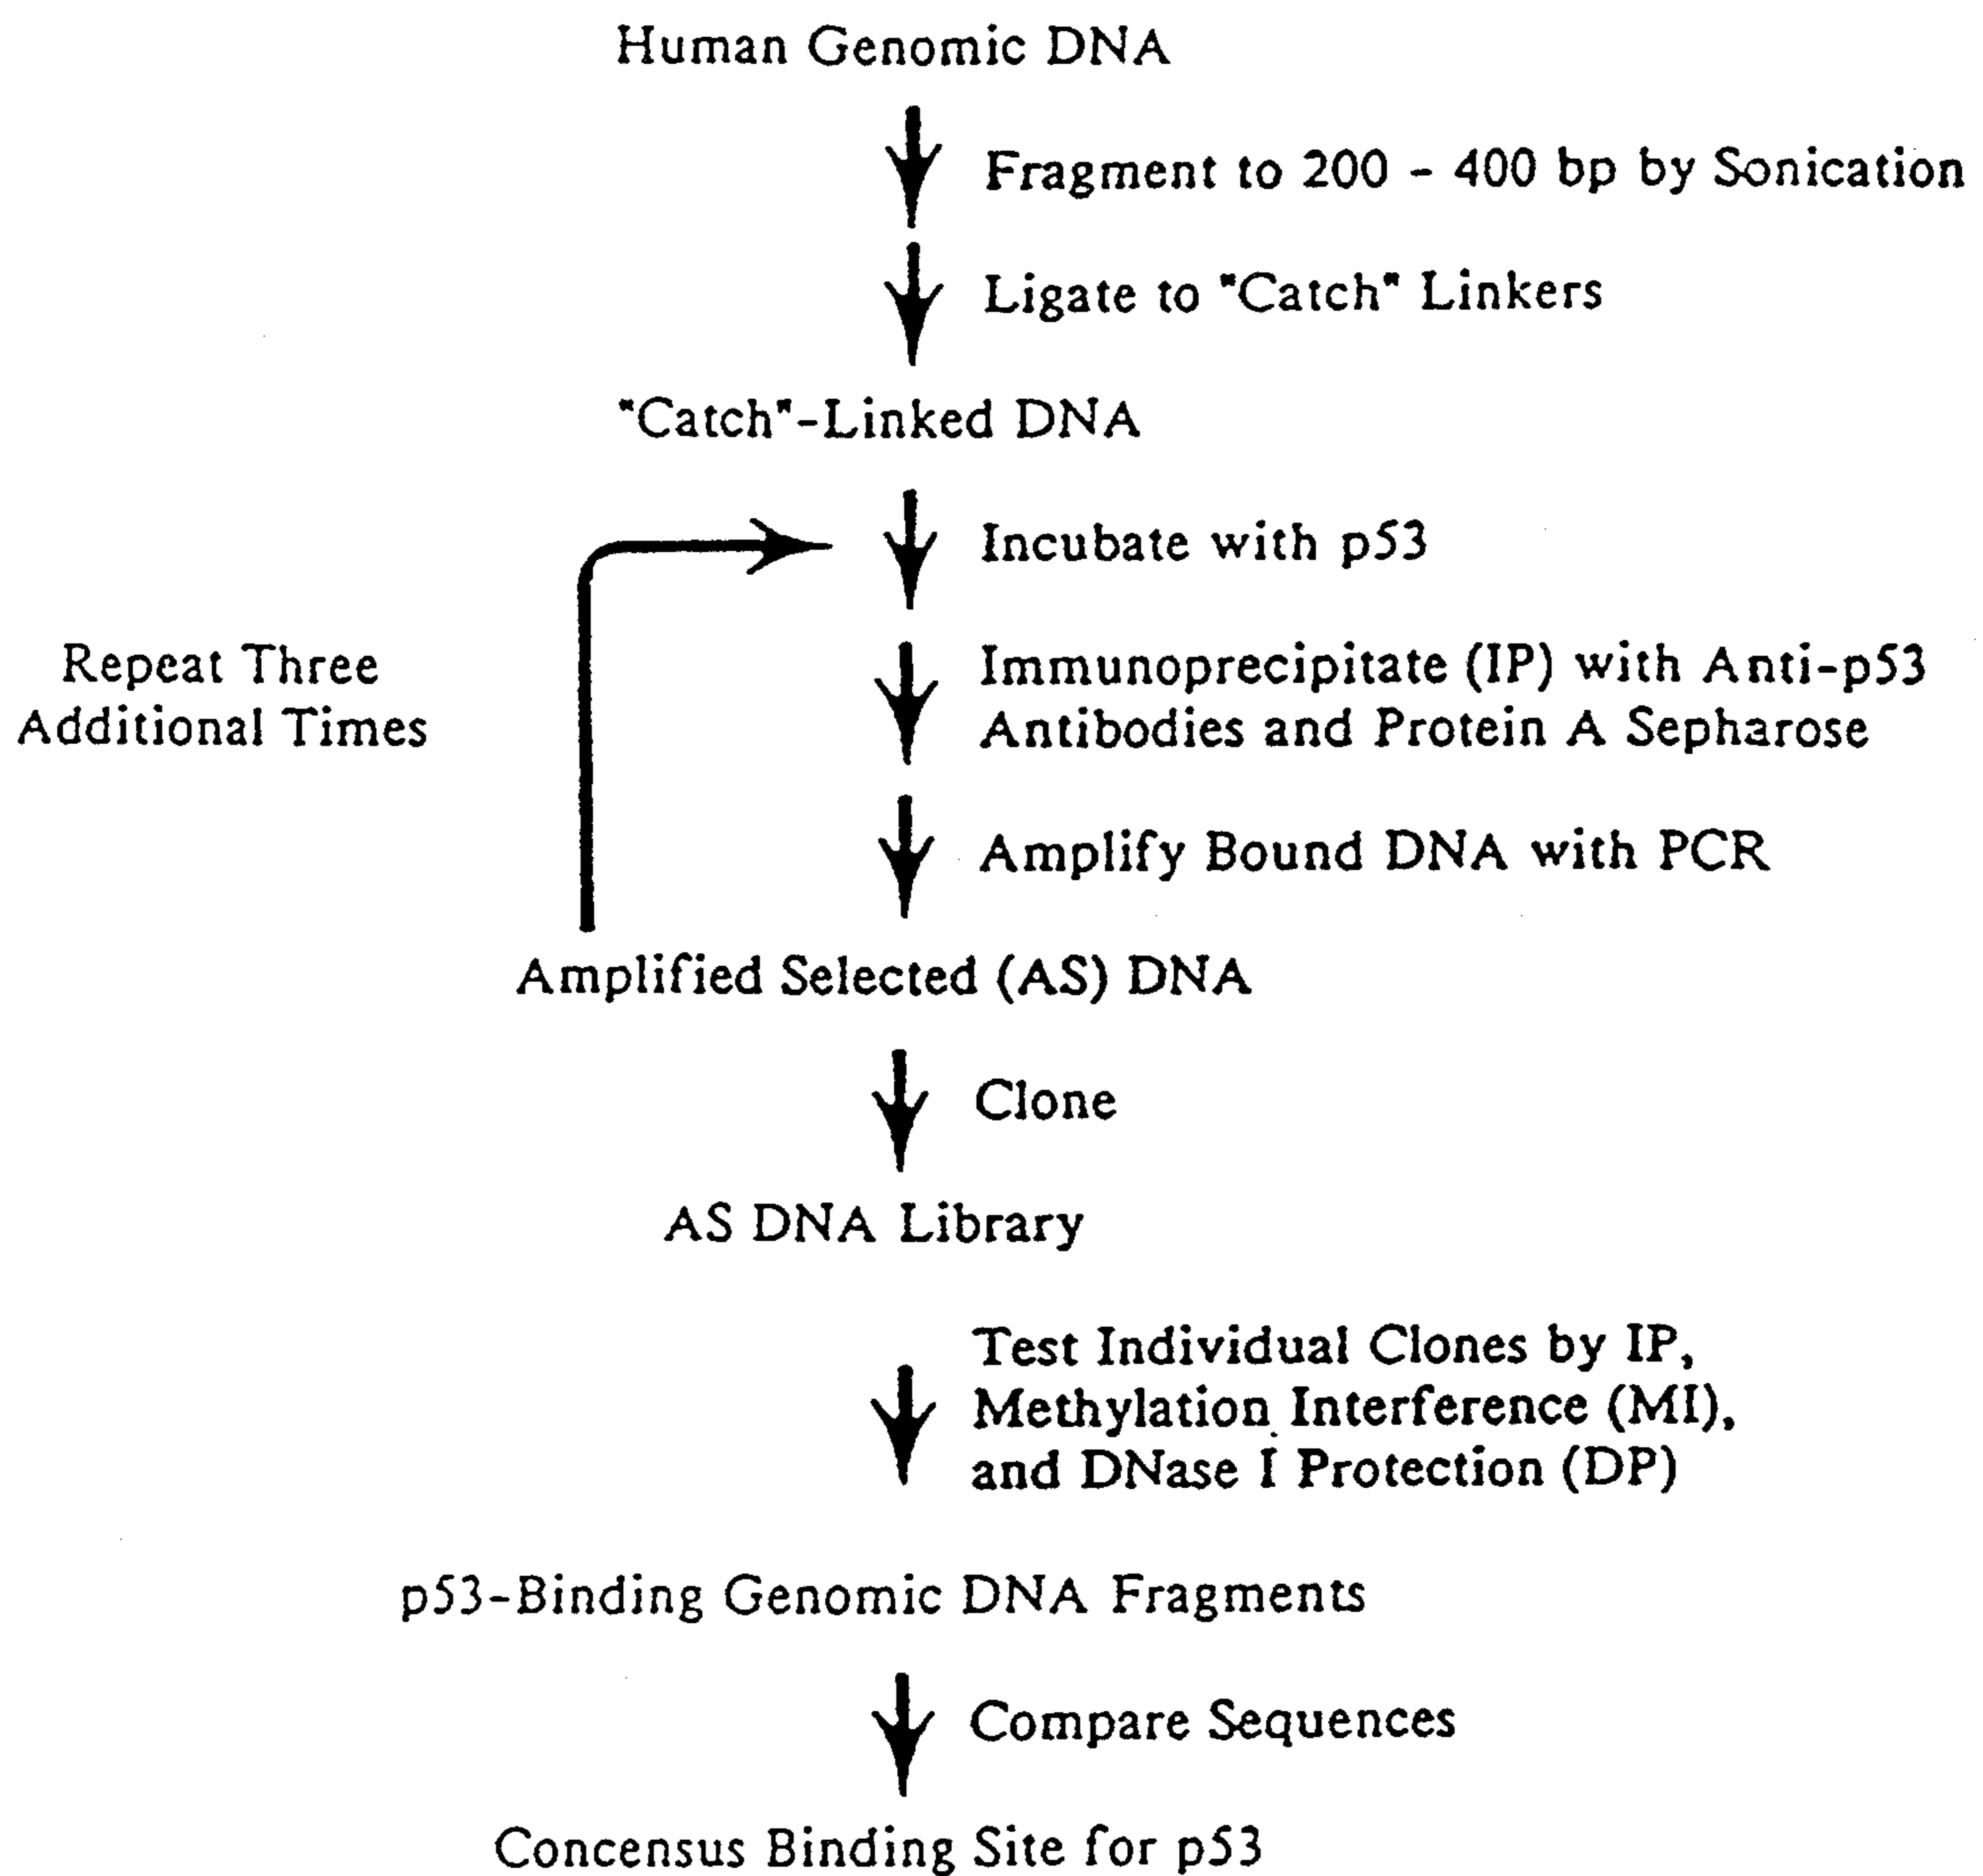 Human Genomic DNA
Fragment to 200 - 400 bp by Sonication
Ligate to "Catch" Linkers
"Catch"-Linked DNA
Incubate with p53
Repeat Three
Additional Times
Immunoprecipitate (IP) with Anti-p53
Antibodies and Protein A Sepharose
Amplify Bound DNA with PCR
Amplified Selected (AS) DNA
Clone
AS DNA Library
Test Individual Clones by IP,
Methylation Interference (MI),
and DNase I Protection (DP)
p53-Binding Genomic DNA Fragments
Compare Sequences
Concensus Binding Site for p53